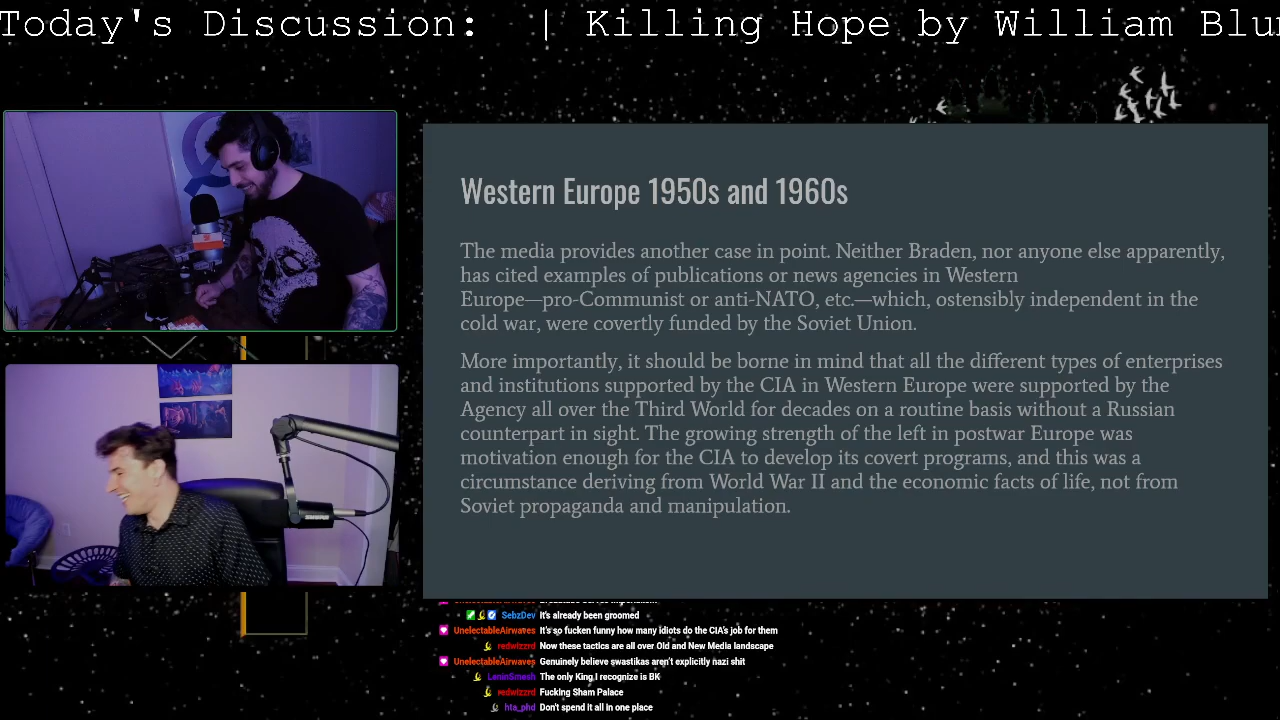 Today's Discussion:  | Killing Hope by William Blu
Western Europe 1950s and 1960s
The media provides another case in point. Neither Braden, nor anyone else apparently,
has cited examples of publications or news agencies in Western
Europe—pro-Communist or anti-NATO, etc.—which, ostensibly independent in the
cold war, were covertly funded by the Soviet Union.
More importantly, it should be borne in mind that all the different types of enterprises
and institutions supported by the CIA in Western Europe were supported by the
Agency all over the Third World for decades on a routine basis without a Russian
counterpart in sight. The growing strength of the left in postwar Europe was
motivation enough for the CIA to develop its covert programs, and this was a
circumstance deriving from World War II and the economic facts of life, not from
Soviet propaganda and manipulation.
SHURE
SebzDev It's already been groomed
UnelectableAirwaves It's so fucken funny how many idiots do the CIA's job for them
redwizzrd Now these tactics are all over Old and New Media landscape
UnelectableAirwaves Genuinely believe swastikas aren't explicitly nazi shit
LeninSmesh The only King I recognize is BK
redwizzrd Fucking Sham Palace
hta_phd Don't spend it all in one place